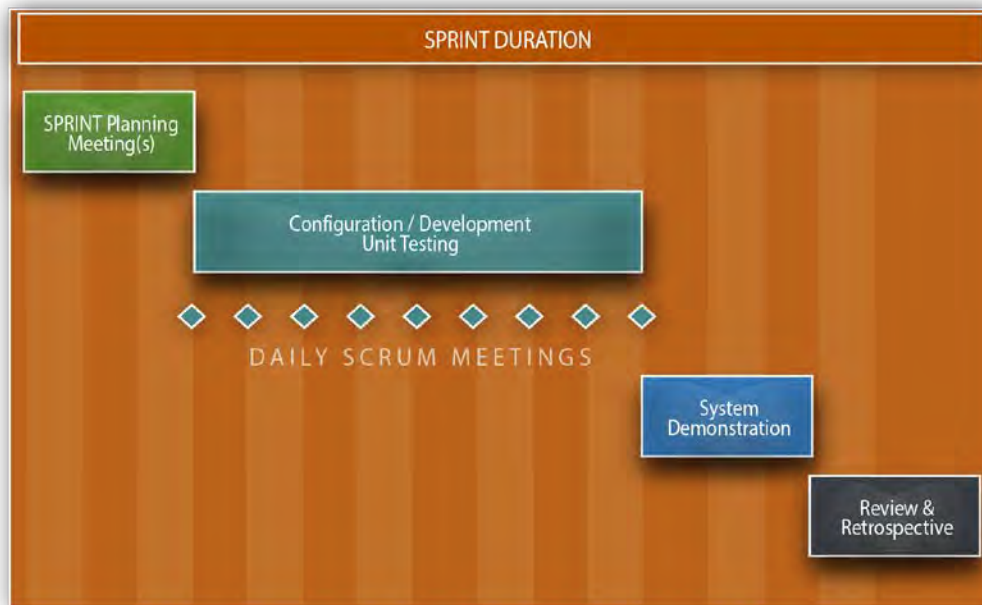 SPRINT DURATION
SPRINT Planning
Meeting(s)
Configuration / Development
Unit Testing
DAILY SCRUM MEETINGS
System
Demonstration
Review &
Retrospective